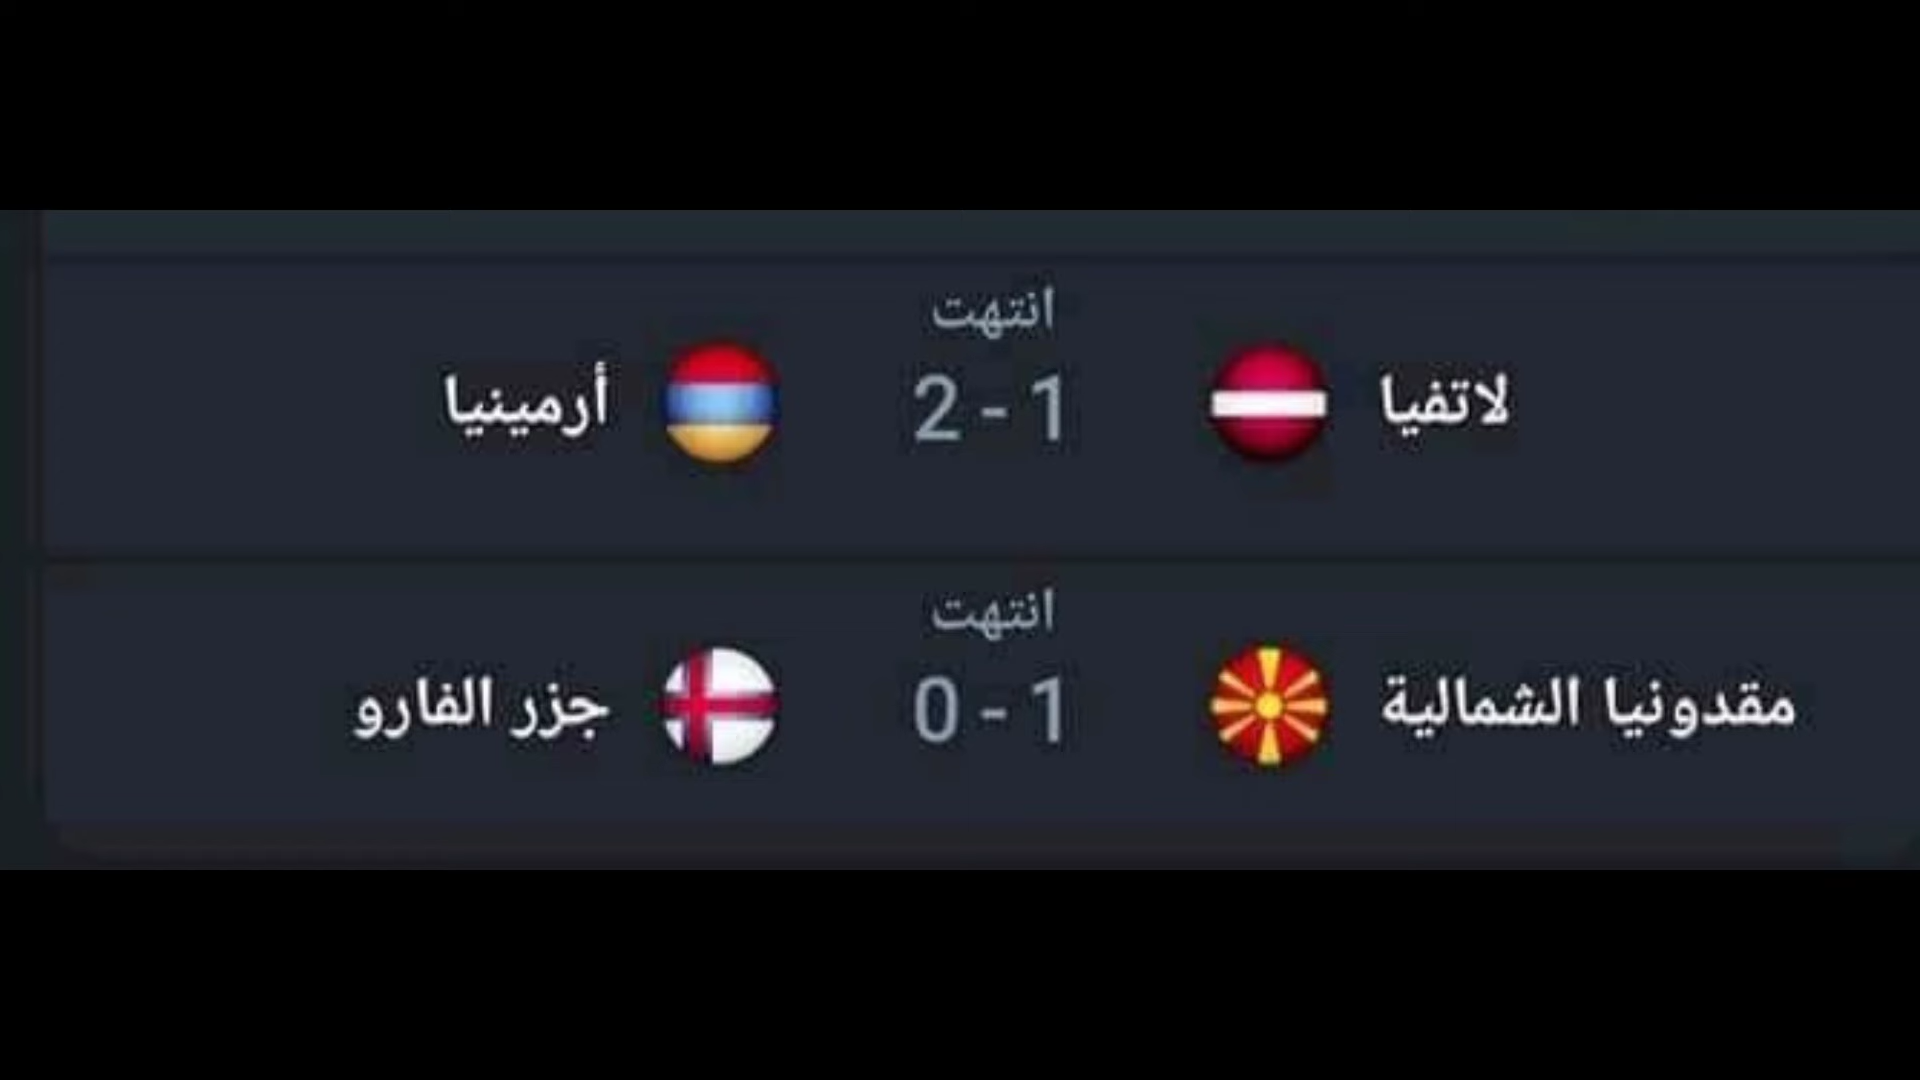 انتهت
لاتفيا 1 - 2 أرمينيا
انتهت
مقدونيا الشمالية 1 - 0 جزر الفارو